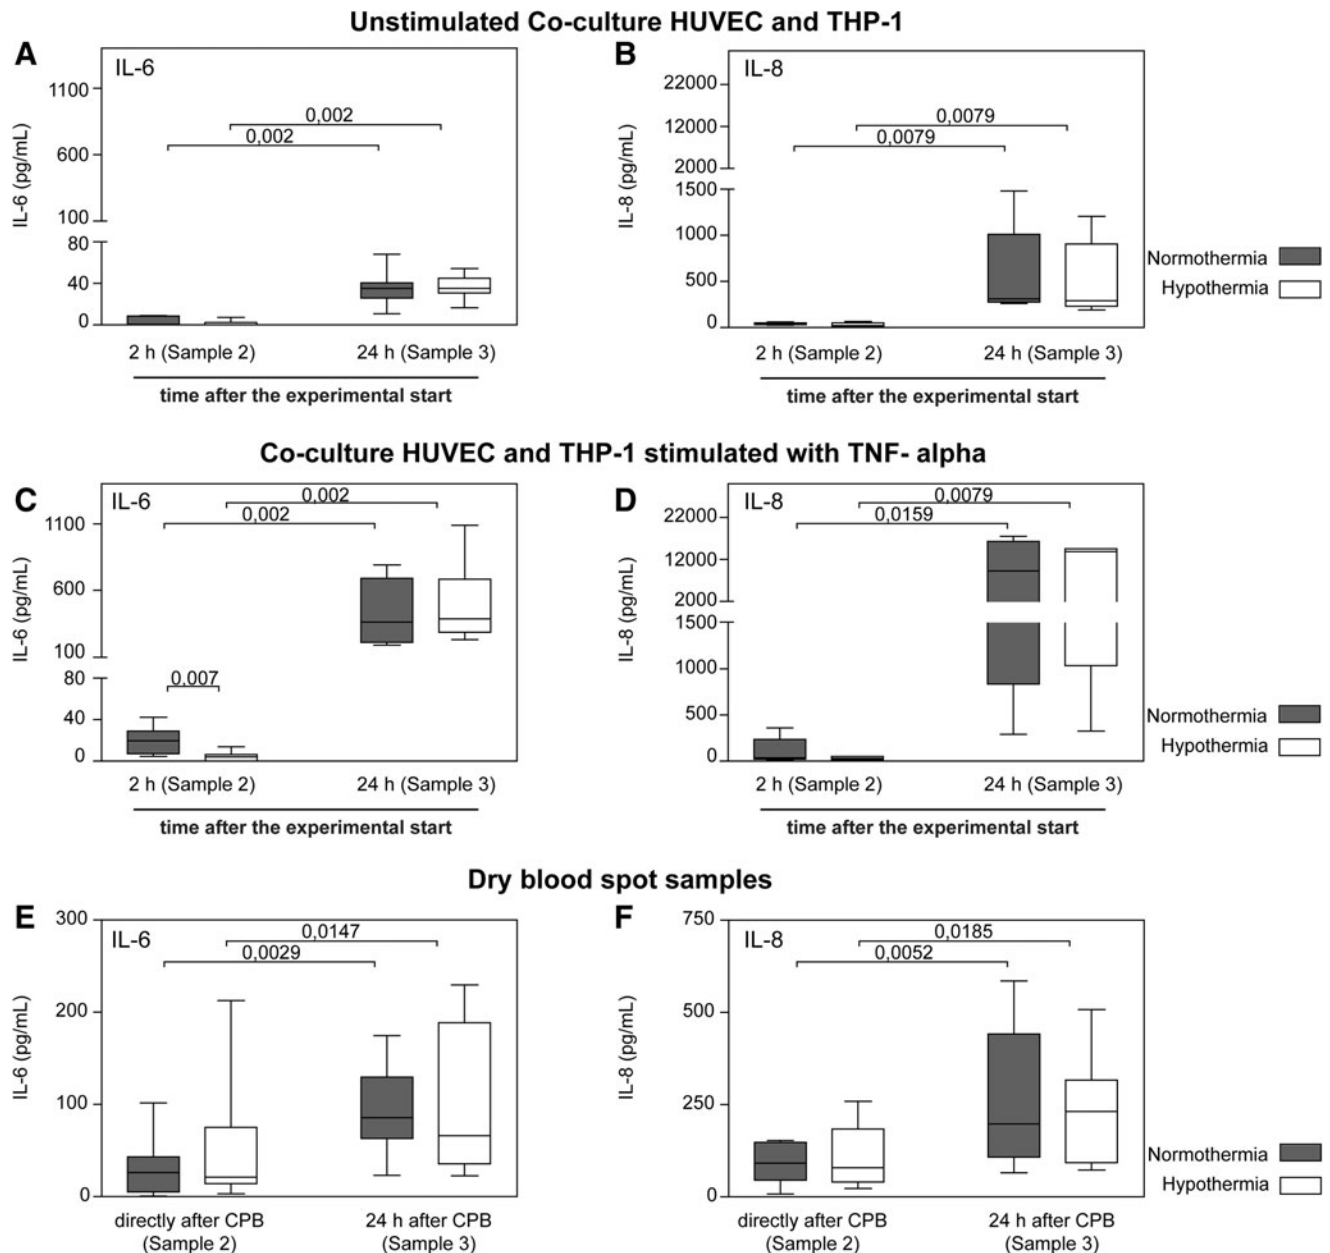 Unstimulated Co-culture HUVEC and THP-1
A
IL-6
IL-6 (pg/mL)
1100
600
100
80
40
0
0,002
0,002
2 h (Sample 2)
24 h (Sample 3)
time after the experimental start
B
IL-8
IL-8 (pg/mL)
22000
12000
2000
1500
1000
500
0
0,0079
0,0079
2 h (Sample 2)
24 h (Sample 3)
time after the experimental start
Normothermia
Hypothermia
Co-culture HUVEC and THP-1 stimulated with TNF- alpha
C
IL-6
IL-6 (pg/mL)
1100
600
100
80
40
0
0,002
0,002
0,007
2 h (Sample 2)
24 h (Sample 3)
time after the experimental start
D
IL-8
IL-8 (pg/mL)
22000
12000
2000
1500
1000
500
0
0,0079
0,0159
2 h (Sample 2)
24 h (Sample 3)
time after the experimental start
Normothermia
Hypothermia
Dry blood spot samples
E
IL-6
IL-6 (pg/mL)
300
200
100
0
0,0147
0,0029
directly after CPB
(Sample 2)
24 h after CPB
(Sample 3)
F
IL-8
IL-8 (pg/mL)
750
500
250
0
0,0185
0,0052
directly after CPB
(Sample 2)
24 h after CPB
(Sample 3)
Normothermia
Hypothermia